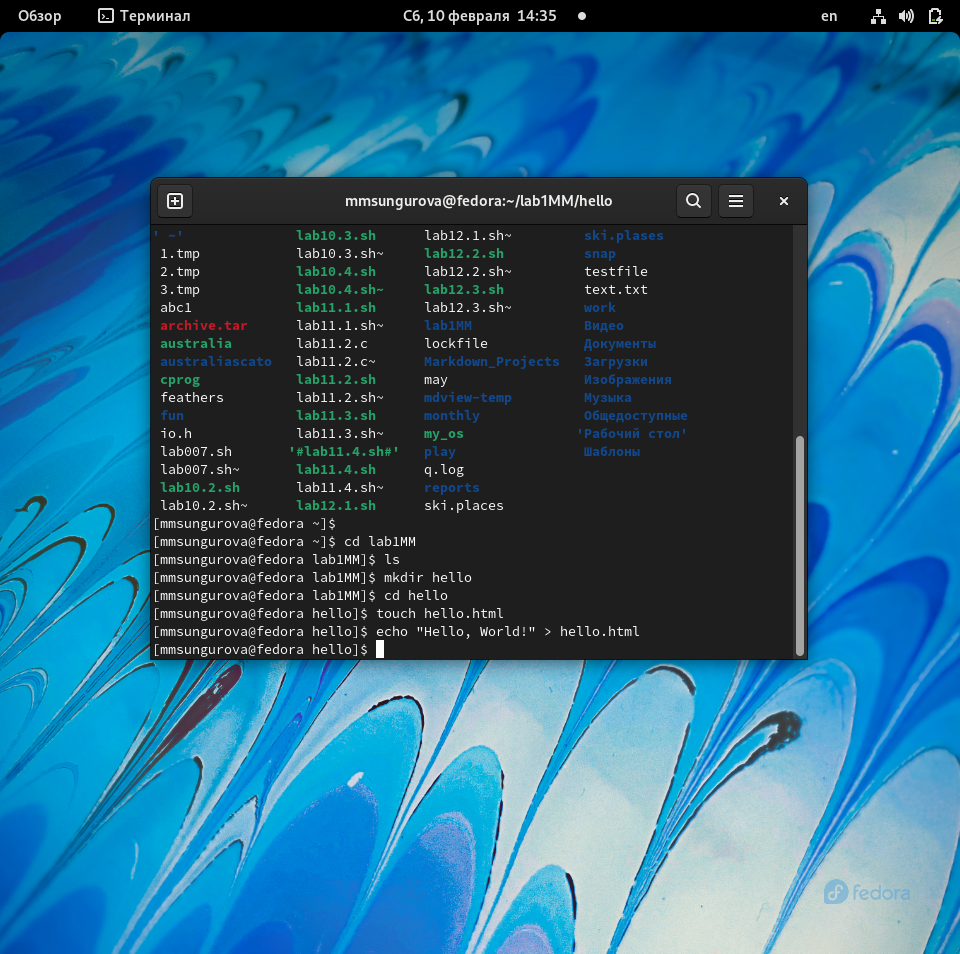 Обзор Терминал Сб, 10 февраля 14:35 en
mmsungurova@fedora:~/lab1MM/hello
' ~' lab10.3.sh lab12.1.sh~ ski.plases
1.tmp lab10.3.sh~ lab12.2.sh snap
2.tmp lab10.4.sh lab12.2.sh~ testfile
3.tmp lab10.4.sh~ lab12.3.sh text.txt
abc1 lab11.1.sh lab12.3.sh~ work
archive.tar lab11.1.sh~ lab1MM Видео
australia lab11.2.c lockfile Документы
australiascato lab11.2.c~ Markdown_Projects Загрузки
cprog lab11.2.sh may Изображения
feathers lab11.2.sh~ mdview-temp Музыка
fun lab11.3.sh monthly Общедоступные
io.h lab11.3.sh~ my_os 'Рабочий стол'
lab007.sh '#lab11.4.sh#' play Шаблоны
lab007.sh~ lab11.4.sh q.log
lab10.2.sh lab11.4.sh~ reports
lab10.2.sh~ lab12.1.sh ski.places
[mmsungurova@fedora ~]$
[mmsungurova@fedora ~]$ cd lab1MM
[mmsungurova@fedora lab1MM]$ ls
[mmsungurova@fedora lab1MM]$ mkdir hello
[mmsungurova@fedora lab1MM]$ cd hello
[mmsungurova@fedora hello]$ touch hello.html
[mmsungurova@fedora hello]$ echo "Hello, World!" > hello.html
[mmsungurova@fedora hello]$
fedora